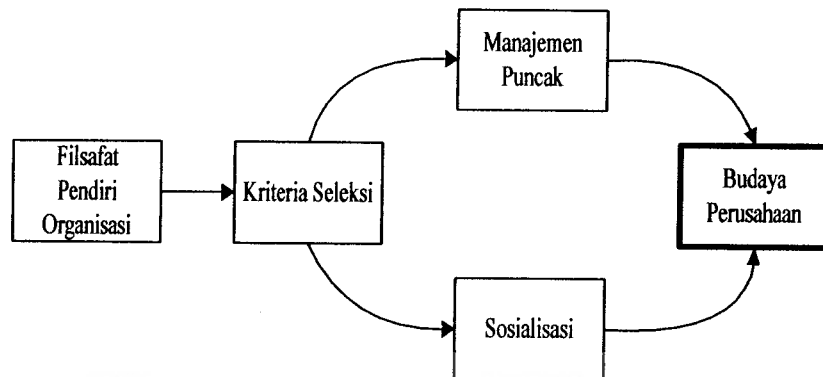 Filsafat
Pendiri
Organisasi
Kriteria Seleksi
Manajemen
Puncak
Sosialisasi
Budaya
Perusahaan